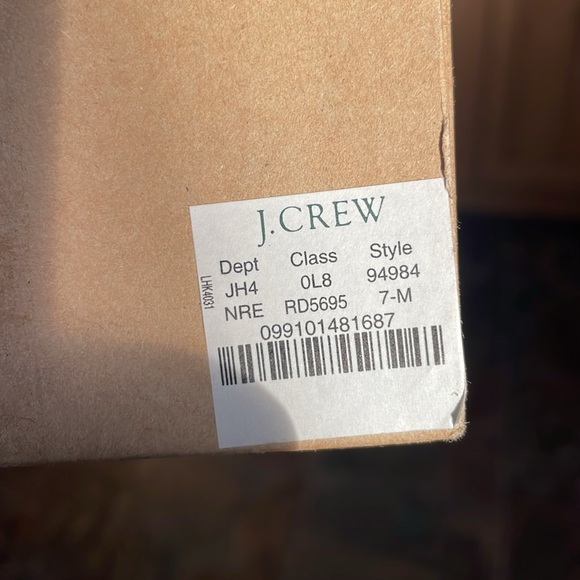 J.CREW
Dept Class Style
JH4 0L8 94984
NRE RD5695 7-M
099101481687
LHK4031